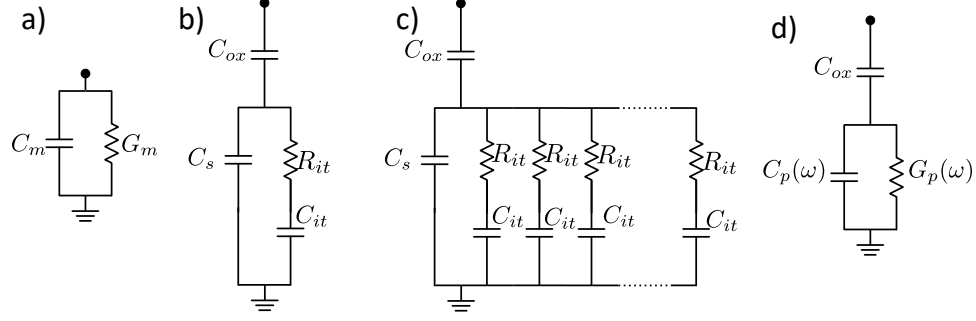 a)
C_m
G_m
b)
C_{ox}
C_s
R_{it}
C_{it}
c)
C_{ox}
C_s
R_{it}
R_{it}
R_{it}
R_{it}
C_{it}
C_{it}
C_{it}
C_{it}
d)
C_{ox}
C_p(ω)
G_p(ω)